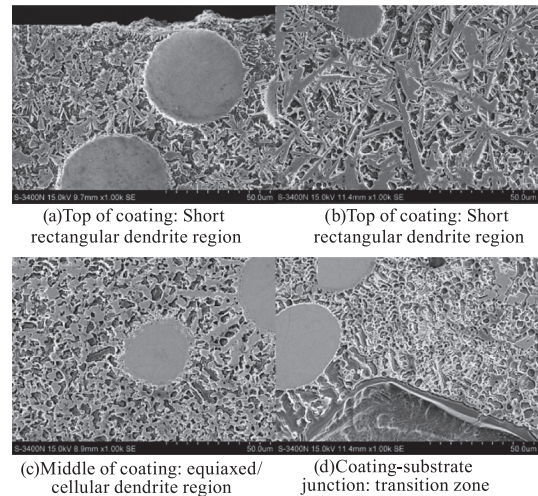 S-3400N 15.0kV 9.7mm x1.00k SE 50.0um
S-3400N 15.0kV 11.4mm x1.00k SE 50.0um
(a)Top of coating: Short
rectangular dendrite region
(b)Top of coating: Short
rectangular dendrite region
S-3400N 15.0kV 8.9mm x1.00k SE 50.0um
S-3400N 15.0kV 11.4mm x1.00k SE 50.0um
(c)Middle of coating: equiaxed/
cellular dendrite region
(d)Coating-substrate
junction: transition zone